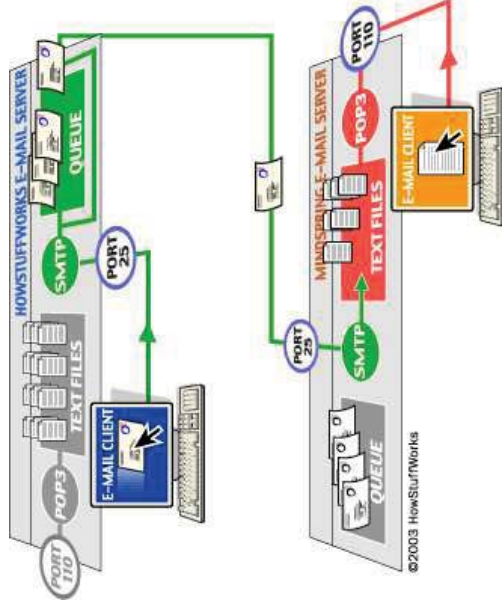 HOWSTUFFWORKS E-MAIL SERVER
PORT
110
POP3
TEXT FILES
SMTP
QUEUE
PORT
25
E-MAIL CLIENT
MINDSPRING E-MAIL SERVER
PORT
25
QUEUE
SMTP
TEXT FILES
POP3
PORT
110
E-MAIL CLIENT
©2003 HowStuffWorks